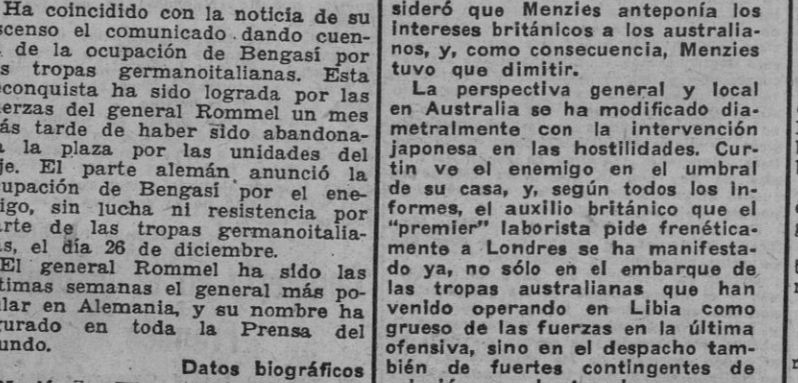 Ha coincidido con la noticia de su
scenso el comunicado dando cuen-
de la ocupación de Bengasí por
s tropas germanoitalianas. Esta
conquista ha sido lograda por las
erzas del general Rommel un mes
ás tarde de haber sido abandona-
la plaza por las unidades del
je. El parte alemán anunció la
upación de Bengasí por el ene-
igo, sin lucha ni resistencia por
rte de las tropas germanoitalia-
s, el día 26 de diciembre.
El general Rommel ha sido las
timas semanas el general más po-
lar en Alemania, y su nombre ha
gurado en toda la Prensa del
undo.
Datos biográficos
sideró que Menzies anteponía los
intereses británicos a los australia-
nos, y, como consecuencia, Menzies
tuvo que dimitir.
La perspectiva general y local
en Australia se ha modificado dia-
metralmente con la intervención
japonesa en las hostilidades. Cur-
tin ve el enemigo en el umbral
de su casa, y, según todos los in-
formes, el auxilio británico que el
"premier" laborista pide frenética-
mente a Londres se ha manifesta-
do ya, no sólo en el embarque de
las tropas australianas que han
venido operando en Libia como
grueso de las fuerzas en la última
ofensiva, sino en el despacho tam-
bién de fuertes contingentes de